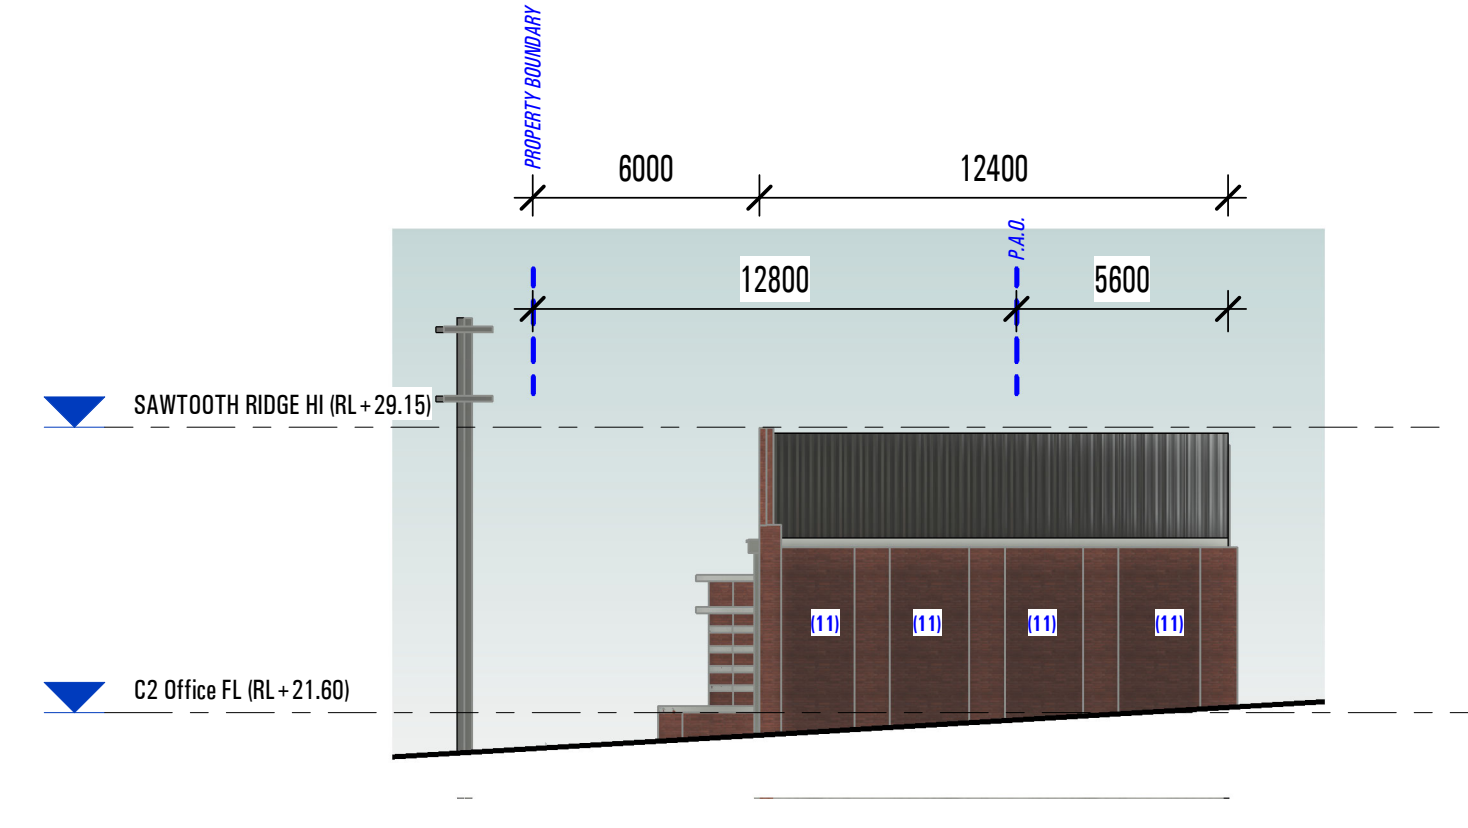 PROPERTY BOUNDARY
6000
12400
P.A.O.
12800
5600
SAWTOOTH RIDGE HI (RL+29.15)
(11)
(11)
(11)
(11)
C2 Office FL (RL+21.60)